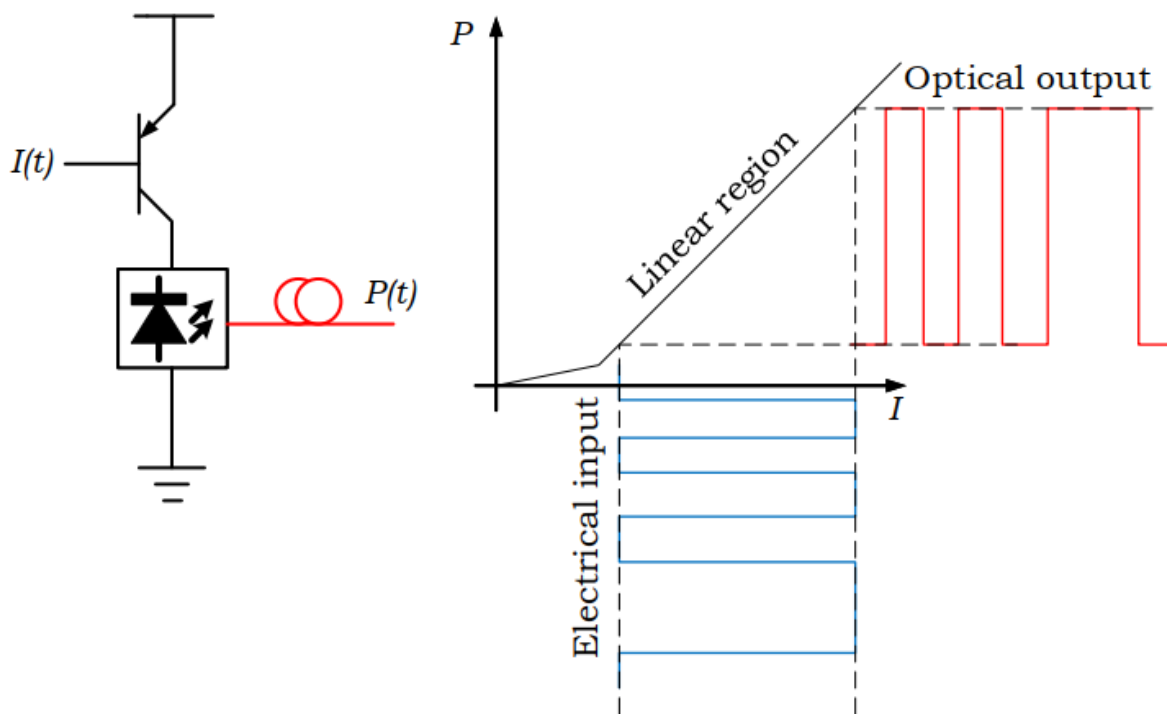 I(t)
P(t)
P
Linear region
Optical output
I
Electrical input